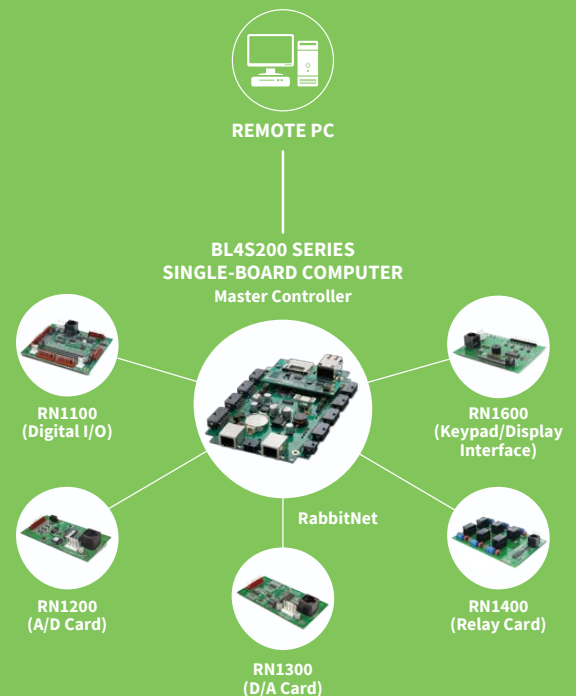 REMOTE PC
BL4S200 SERIES
SINGLE-BOARD COMPUTER
Master Controller
RN1100
(Digital I/O)
RN1600
(Keypad/Display
Interface)
RabbitNet
RN1200
(A/D Card)
RN1400
(Relay Card)
RN1300
(D/A Card)